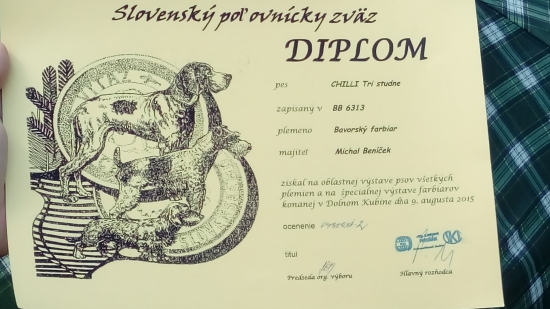 Slovenský poľovnícky zväz
DIPLOM
pes CHILLI Tri studne
zapísaný v BB 6313
plemeno Bavorský farbiar
majiteľ Michal Beníček
získal na oblastnej výstave psov všetkých
plemien a na špeciálnej výstave farbiarov
konanej v Dolnom Kubíne dňa 9. augusta 2015
ocenenie VÝBORNÁ-2
titul
Predseda org. výboru Hlavný rozhodca